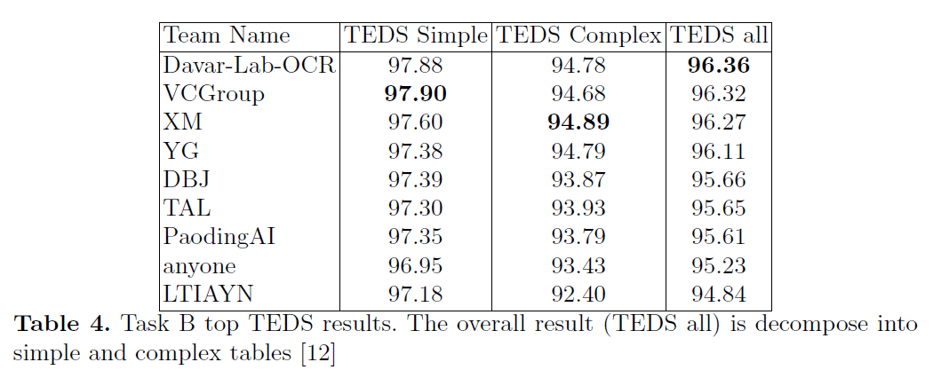 Team Name TEDS Simple TEDS Complex TEDS all
Davar-Lab-OCR 97.88 94.78 96.36
VCGroup 97.90 94.68 96.32
XM 97.60 94.89 96.27
YG 97.38 94.79 96.11
DBJ 97.39 93.87 95.66
TAL 97.30 93.93 95.65
PaodingAI 97.35 93.79 95.61
anyone 96.95 93.43 95.23
LTIAYN 97.18 92.40 94.84
Table 4. Task B top TEDS results. The overall result (TEDS all) is decompose into
simple and complex tables [12]